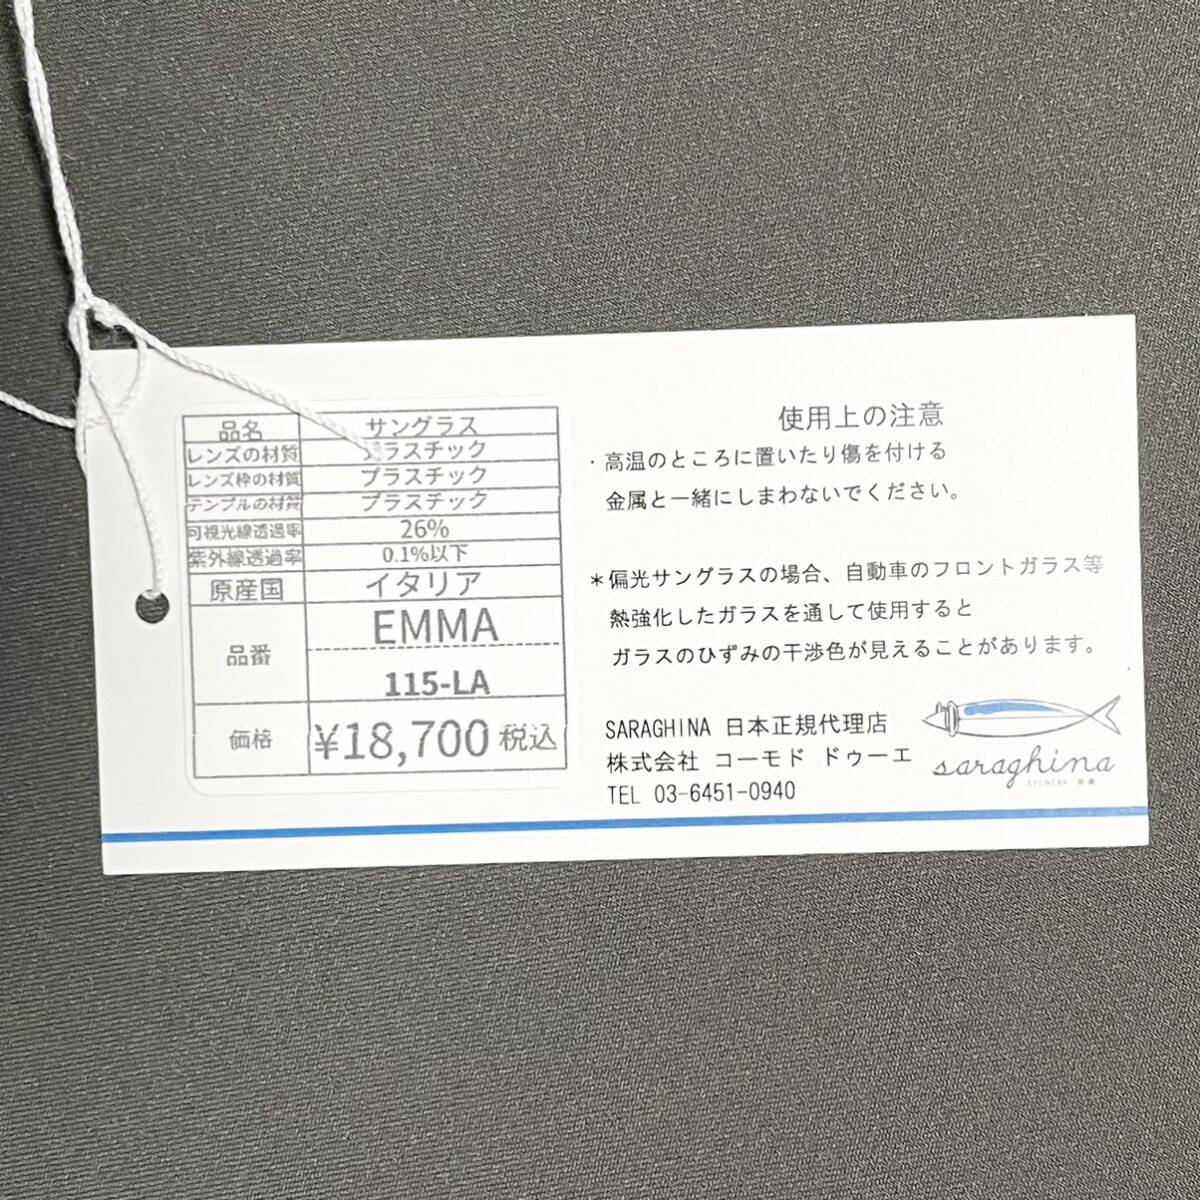 品名 サングラス
レンズの材質 プラスチック
レンズ枠の材質 プラスチック
テンプルの材質 プラスチック
可視光線透過率 26%
紫外線透過率 0.1%以下
原産国 イタリア
品番 EMMA
115-LA
価格 ¥18,700 税込
使用上の注意
・高温のところに置いたり傷を付ける
金属と一緒にしまわないでください。
＊偏光サングラスの場合、自動車のフロントガラス等
熱強化したガラスを通して使用すると
ガラスのひずみの干渉色が見えることがあります。
SARAGHINA 日本正規代理店
株式会社 コーモド ドゥーエ
TEL 03-6451-0940
saraghina
EYEWEAR